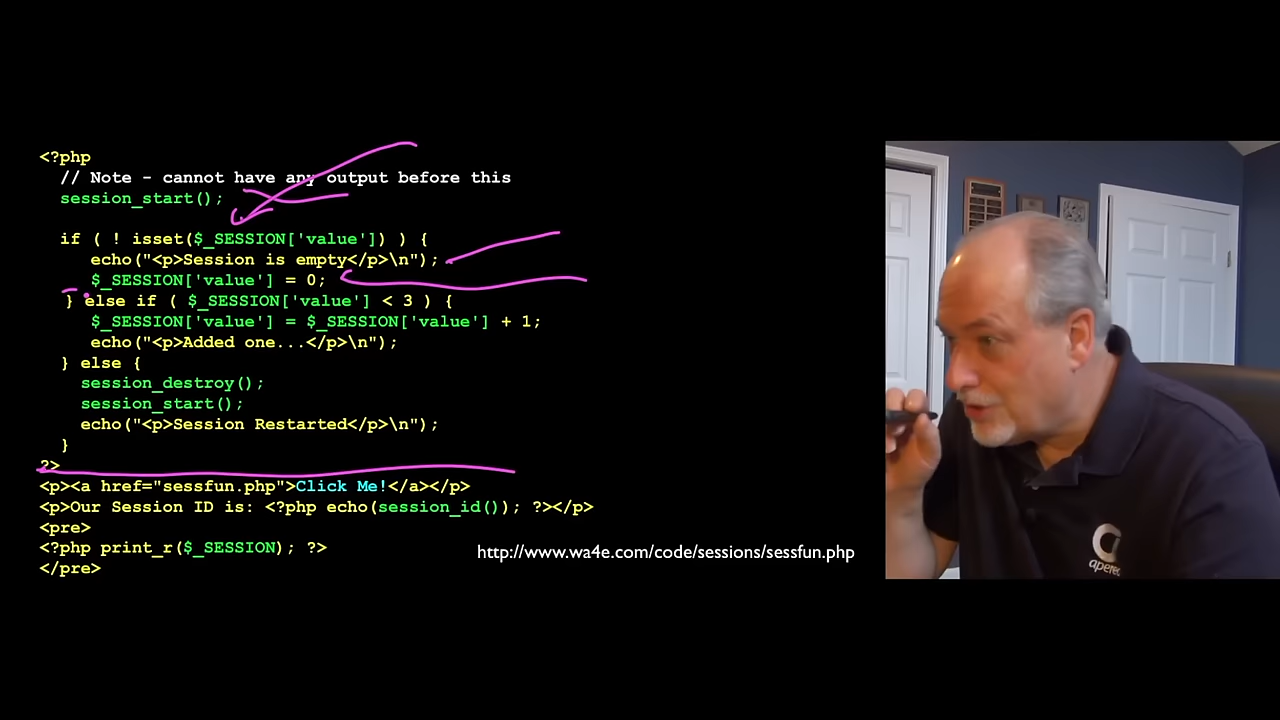 <?php
// Note - cannot have any output before this
session_start();
if ( ! isset($_SESSION['value']) ) {
echo("<p>Session is empty</p>\n");
$_SESSION['value'] = 0;
} else if ( $_SESSION['value'] < 3 ) {
$_SESSION['value'] = $_SESSION['value'] + 1;
echo("<p>Added one...</p>\n");
} else {
session_destroy();
session_start();
echo("<p>Session Restarted</p>\n");
}
?>
<p><a href="sessfun.php">Click Me!</a></p>
<p>Our Session ID is: <?php echo(session_id()); ?></p>
<pre>
<?php print_r($_SESSION); ?>
</pre>
http://www.wa4e.com/code/sessions/sessfun.php